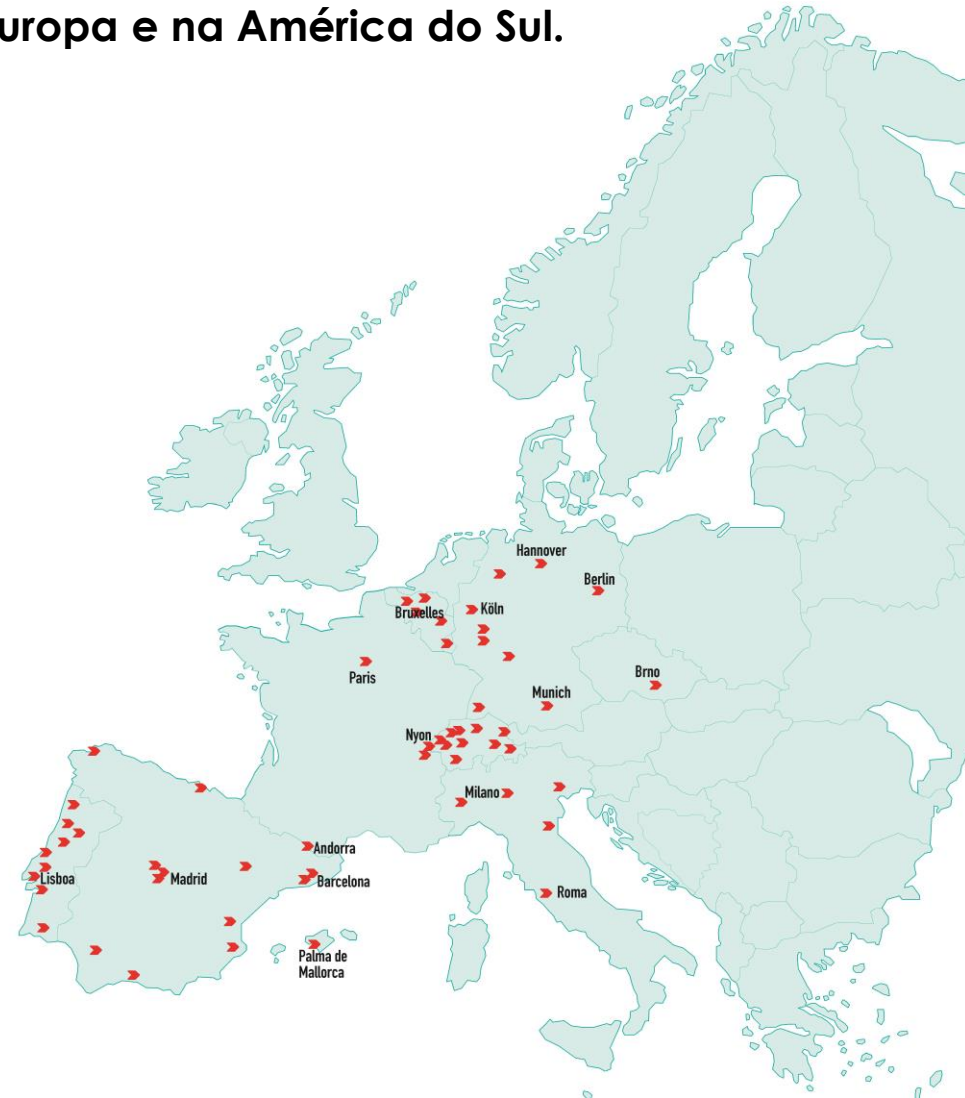 uropa e na América do Sul.
Hannover
Berlin
Köln
Bruxelles
Paris
Brno
Munich
Nyon
Milano
Andorra
Barcelona
Madrid
Lisboa
Roma
Palma de
Mallorca